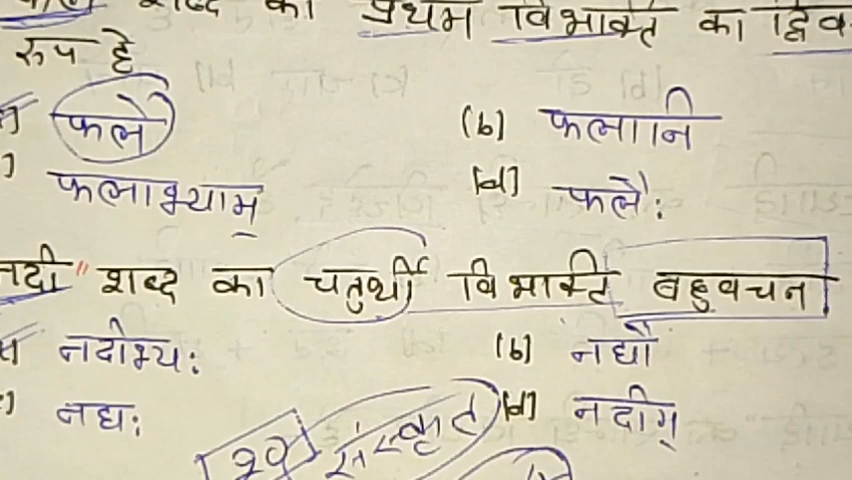 शब्द का प्रथम विभक्ति का द्विव
रुप है
फले (b) फलानि
फलाभ्याम् (d) फलैः
नदी" शब्द का चतुर्थी विभक्ति बहुवचन
नदीभ्यः (b) नद्यौ
नद्यः (d) नदीम्
संस्कृत